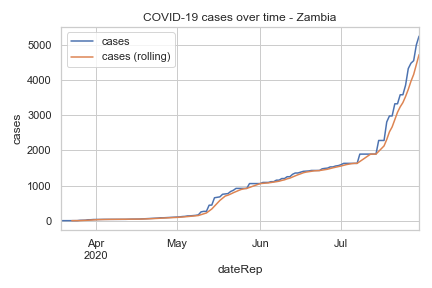 COVID-19 cases over time - Zambia
cases
cases (rolling)
5000
4000
3000
2000
1000
0
cases
Apr
2020
May
Jun
Jul
dateRep